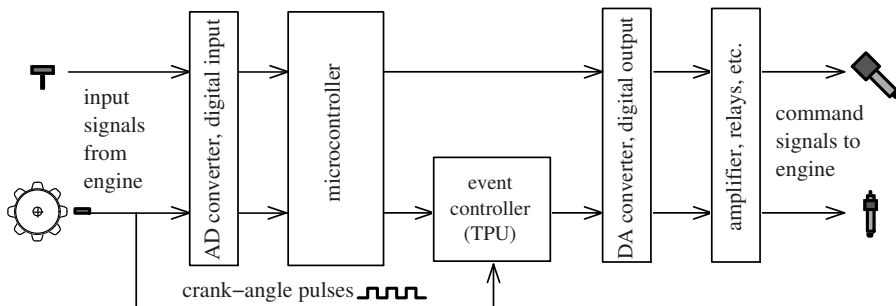 input
signals
from
engine
AD converter, digital input
microcontroller
event
controller
(TPU)
DA converter, digital output
amplifier, relays, etc.
command
signals to
engine
crank−angle pulses